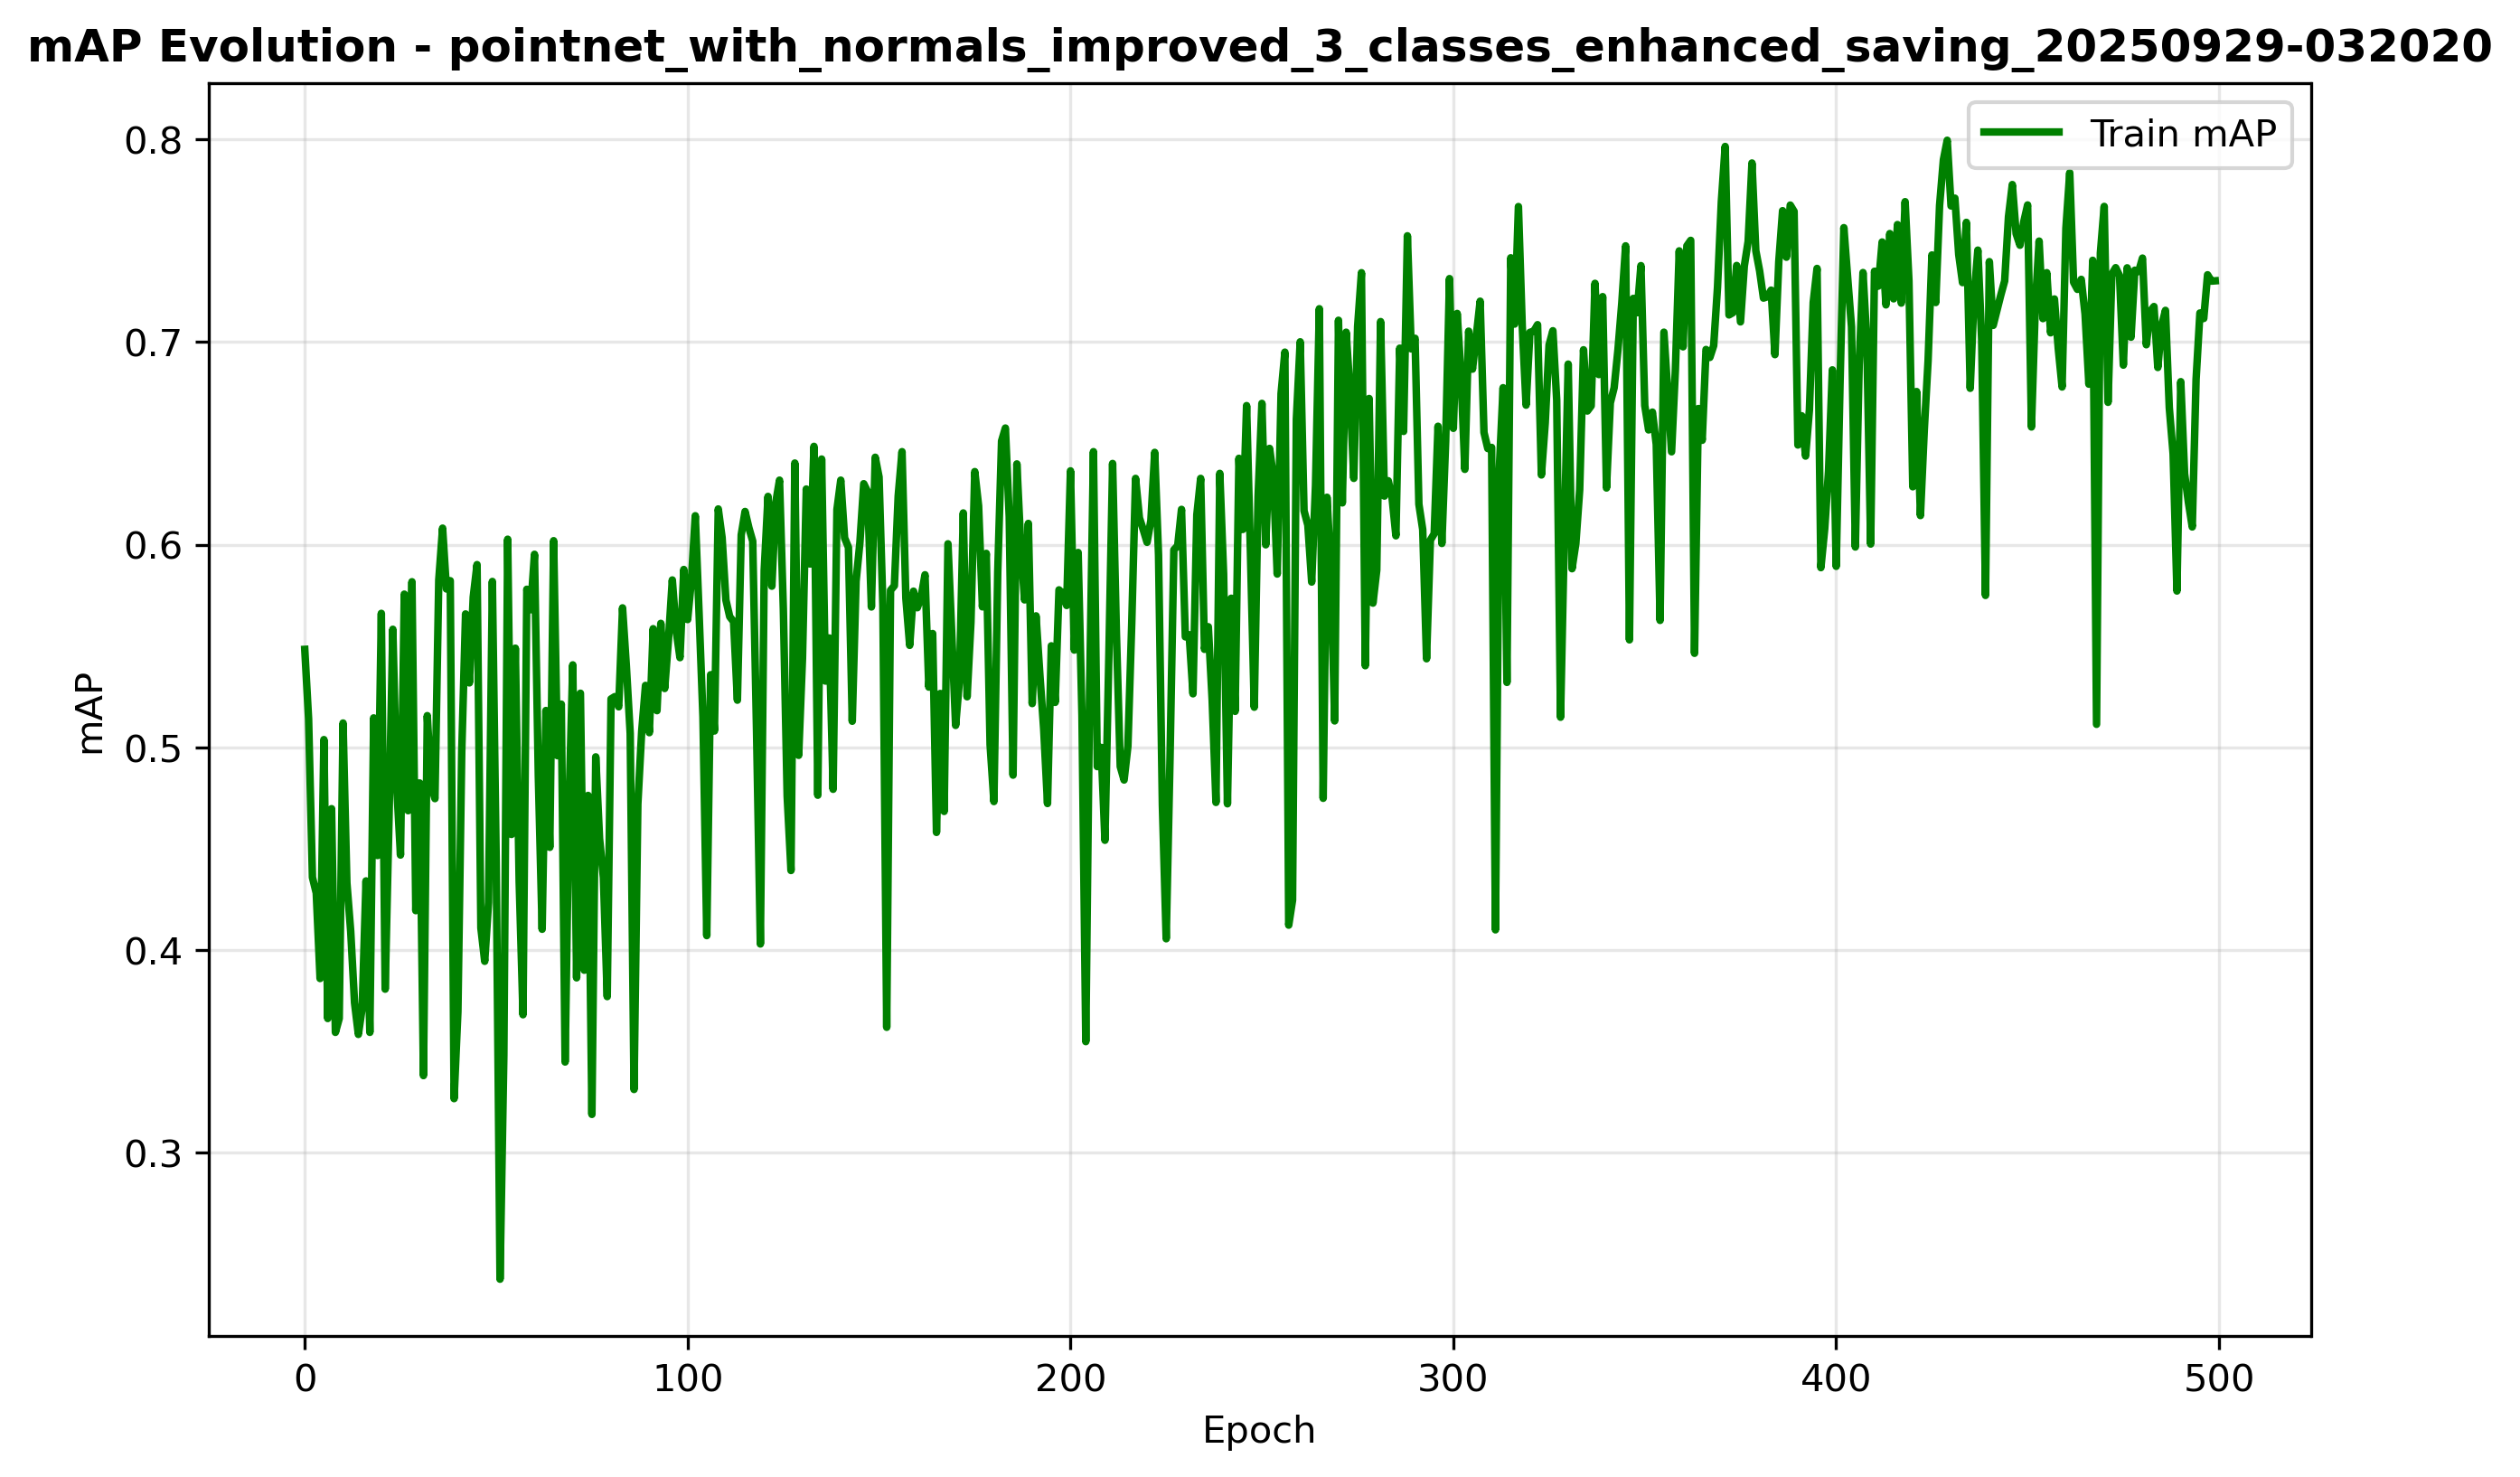 mAP Evolution - pointnet_with_normals_improved_3_classes_enhanced_saving_20250929-032020
Train mAP
0.8
0.7
0.6
0.5
0.4
0.3
mAP
0 100 200 300 400 500
Epoch